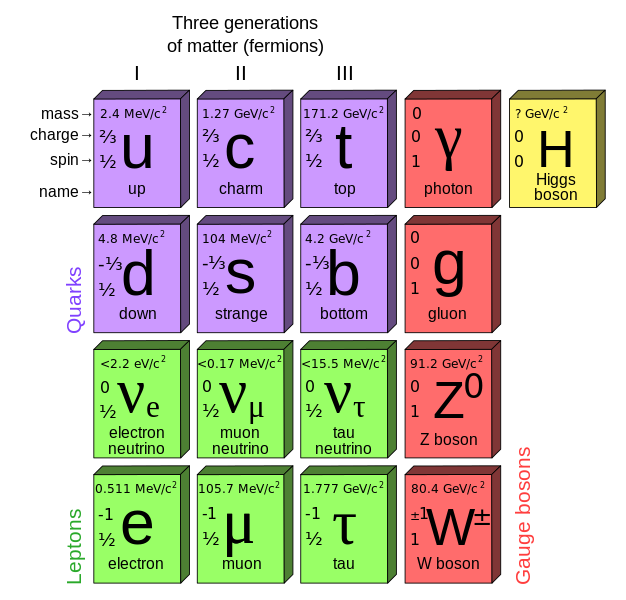 Three generations
of matter (fermions)
I II III
mass→ 2.4 MeV/c² 1.27 GeV/c² 171.2 GeV/c² 0 ? GeV/c²
charge→ ⅔ u ⅔ c ⅔ t 0 γ 0 H
spin→ ½ ½ ½ 1 0
name→ up charm top photon Higgs
boson
4.8 MeV/c² 104 MeV/c² 4.2 GeV/c² 0
-⅓ d -⅓ s -⅓ b 0 g
½ ½ ½ 1
down strange bottom gluon
Quarks
<2.2 eV/c² <0.17 MeV/c² <15.5 MeV/c² 91.2 GeV/c²
0 νe 0 νμ 0 ντ 0 Z⁰
½ ½ ½ 1
electron muon tau Z boson
neutrino neutrino neutrino
0.511 MeV/c² 105.7 MeV/c² 1.777 GeV/c² 80.4 GeV/c²
-1 e -1 μ -1 τ ±1 W±
½ ½ ½ 1
electron muon tau W boson
Leptons
Gauge bosons